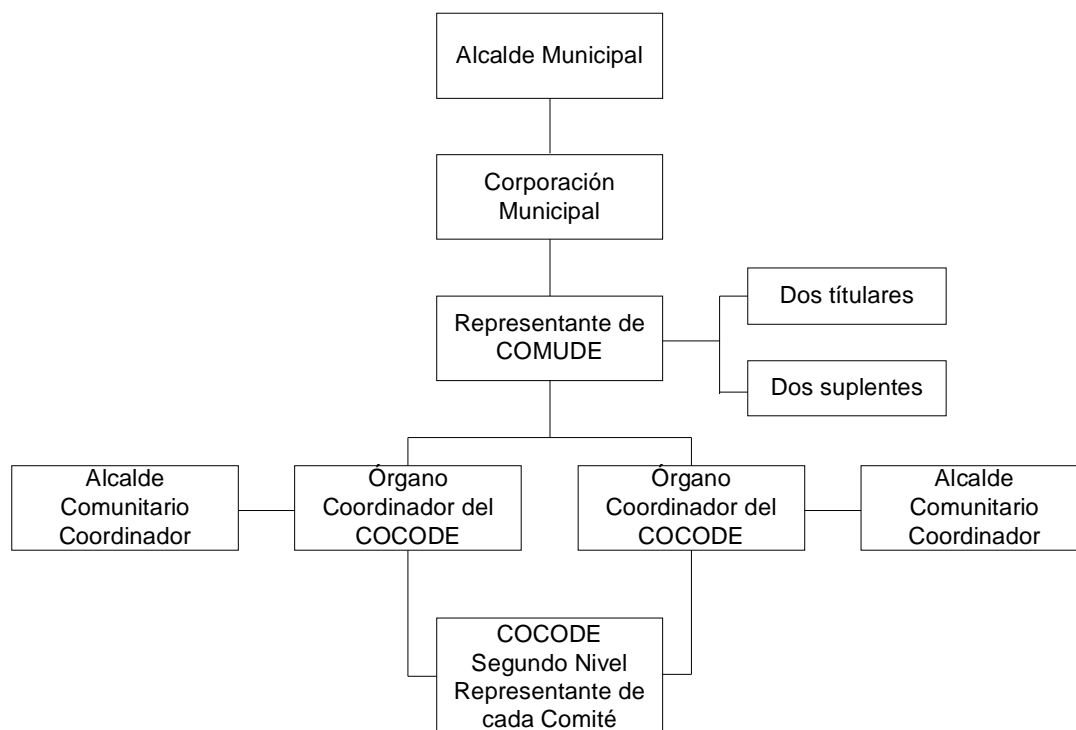 Alcalde Municipal
Corporación
Municipal
Representante de
COMUDE
Dos títulares
Dos suplentes
Alcalde
Comunitario
Coordinador
Órgano
Coordinador del
COCODE
Órgano
Coordinador del
COCODE
Alcalde
Comunitario
Coordinador
COCODE
Segundo Nivel
Representante de
cada Comité